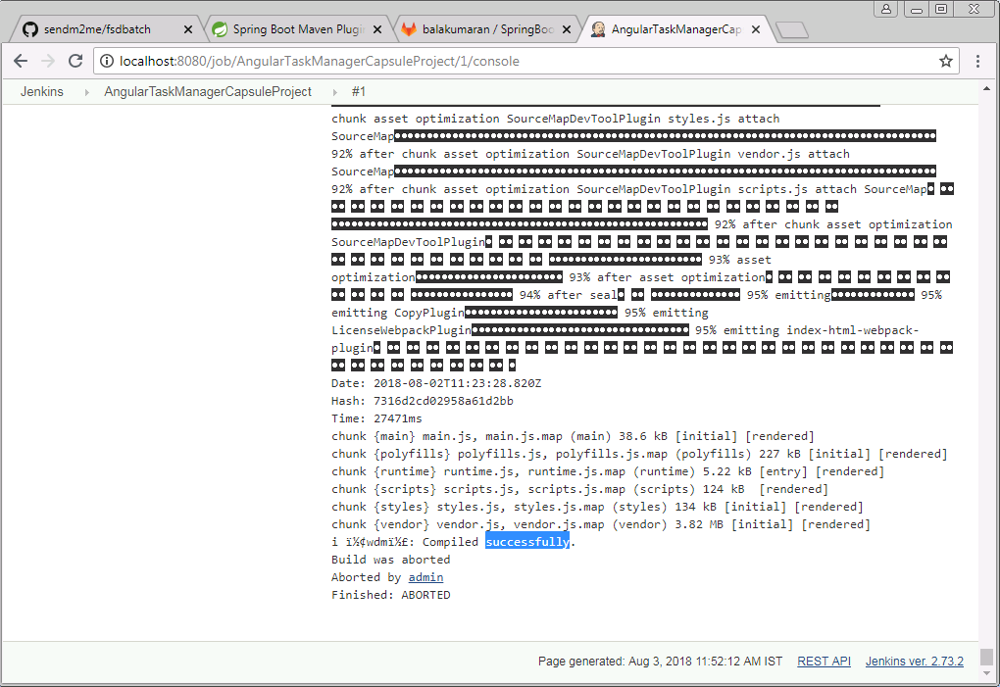 sendm2me/fsdbatch
Spring Boot Maven Plugi
balakumaran / SpringBoo
AngularTaskManagerCap
localhost:8080/job/AngularTaskManagerCapsuleProject/1/console
Jenkins
AngularTaskManagerCapsuleProject
#1
chunk asset optimization SourceMapDevToolPlugin styles.js attach
SourceMap
92% after chunk asset optimization SourceMapDevToolPlugin vendor.js attach
SourceMap
92% after chunk asset optimization SourceMapDevToolPlugin scripts.js attach SourceMap
92% after chunk asset optimization
SourceMapDevToolPlugin
93% asset
optimization 93% after asset optimization
94% after seal 95% emitting 95%
emitting CopyPlugin 95% emitting
LicenseWebpackPlugin 95% emitting index-html-webpack-
plugin
Date: 2018-08-02T11:23:28.820Z
Hash: 7316d2cd02958a61d2bb
Time: 27471ms
chunk {main} main.js, main.js.map (main) 38.6 kB [initial] [rendered]
chunk {polyfills} polyfills.js, polyfills.js.map (polyfills) 227 kB [initial] [rendered]
chunk {runtime} runtime.js, runtime.js.map (runtime) 5.22 kB [entry] [rendered]
chunk {scripts} scripts.js, scripts.js.map (scripts) 124 kB  [rendered]
chunk {styles} styles.js, styles.js.map (styles) 134 kB [initial] [rendered]
chunk {vendor} vendor.js, vendor.js.map (vendor) 3.82 MB [initial] [rendered]
i ï½¢wdmï½£: Compiled successfully.
Build was aborted
Aborted by admin
Finished: ABORTED
Page generated: Aug 3, 2018 11:52:12 AM IST
REST API
Jenkins ver. 2.73.2